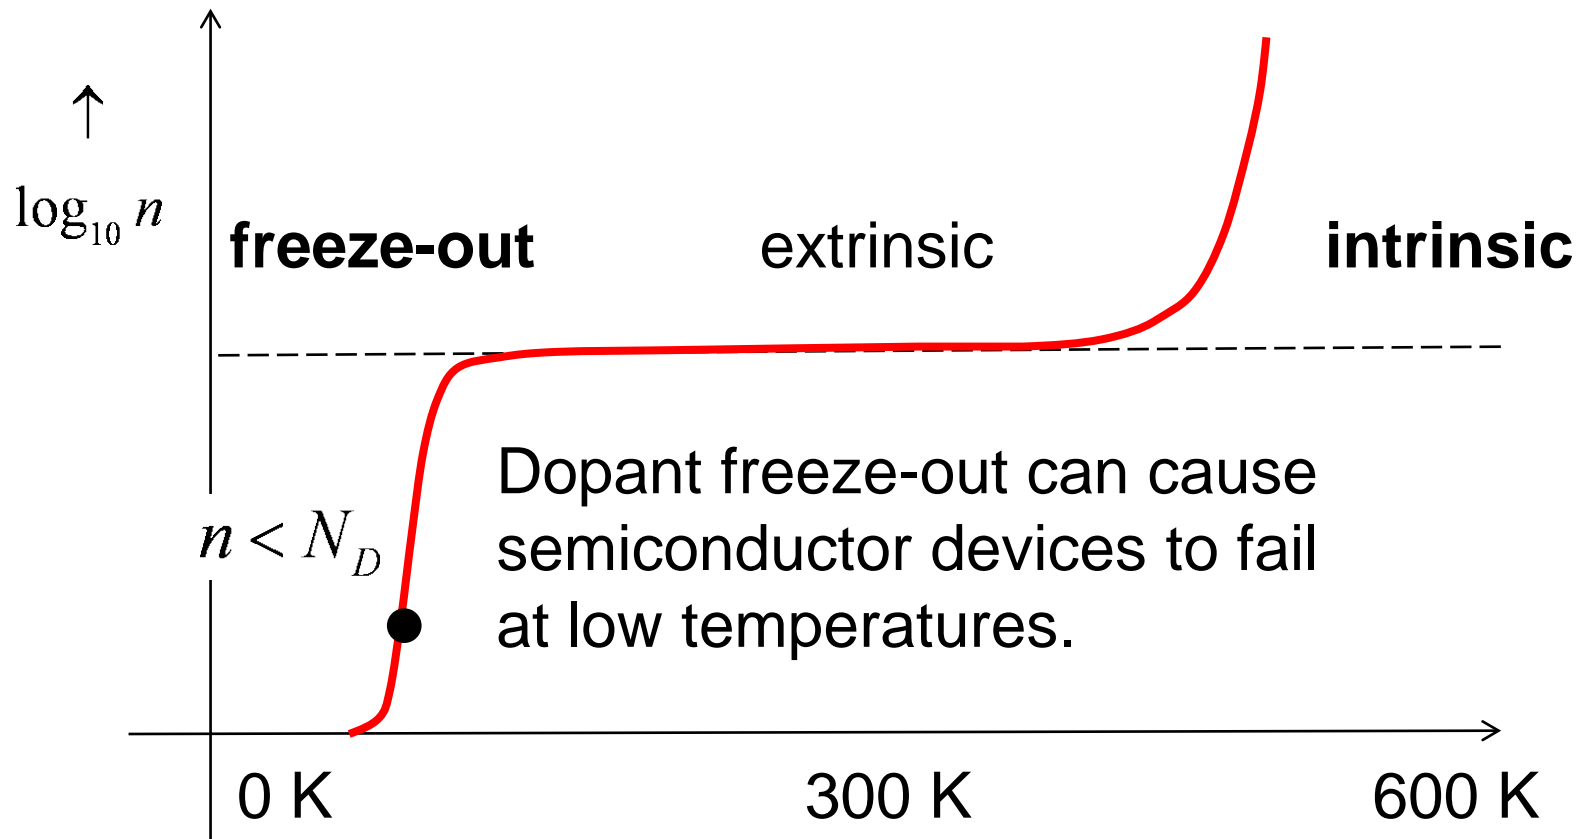 ↑
log₁₀ n
freeze-out extrinsic intrinsic
Dopant freeze-out can cause
semiconductor devices to fail
at low temperatures.
n < N_D
0 K 300 K 600 K